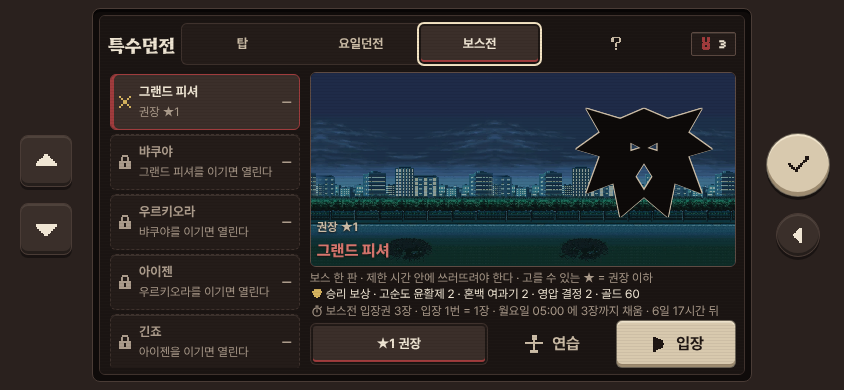 특수던전
탑
요일던전
보스전
?
3
그랜드 피셔
권장 ★1
바쿠야
그랜드 피셔를 이기면 열린다
우르키오라
바쿠야를 이기면 열린다
아이젠
우르키오라를 이기면 열린다
긴죠
아이젠을 이기면 열린다
권장 ★1
그랜드 피셔
보스 한 판 · 제한 시간 안에 쓰러뜨려야 한다 · 고를 수 있는 ★ = 권장 이하
승리 보상 · 고순도 윤활제 2 · 혼백 여과기 2 · 영압 결정 2 · 골드 60
보스전 입장권 3장 · 입장 1번 = 1장 · 월요일 05:00 에 3장까지 채움 · 6일 17시간 뒤
★1 권장
연습
입장